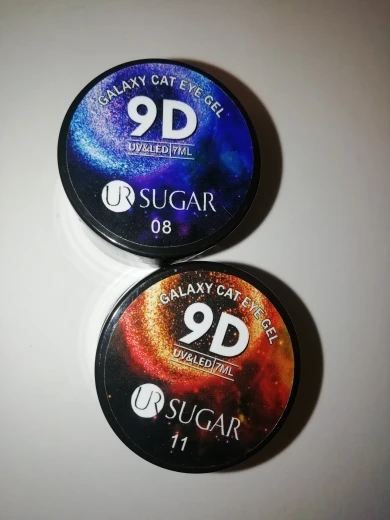 GALAXY CAT EYE GEL
9D
UV&LED|7ML
UR SUGAR
08
GALAXY CAT EYE GEL
9D
UV&LED|7ML
UR SUGAR
11